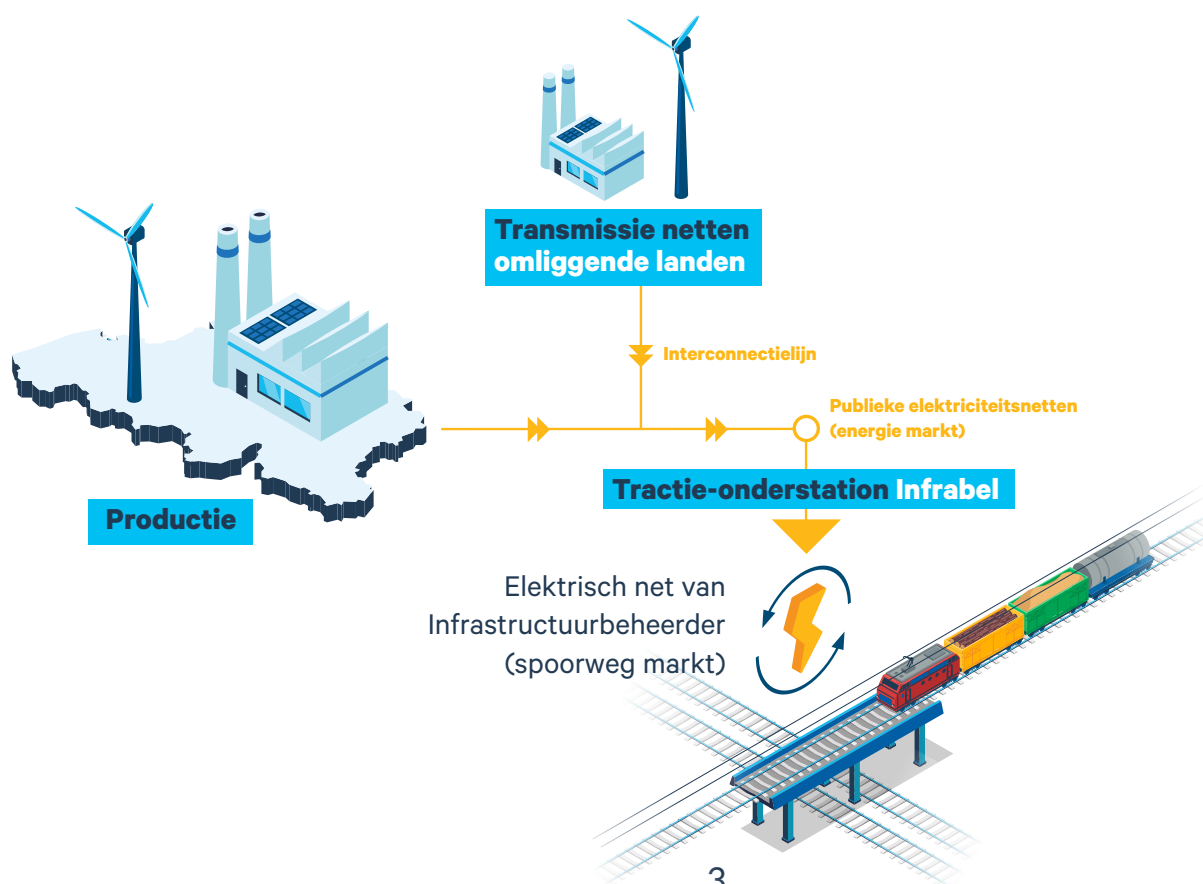 Transmissie netten
omliggende landen
Interconnectielijn
Publieke elektriciteitsnetten
(energie markt)
Tractie-onderstation Infrabel
Productie
Elektrisch net van
Infrastructuurbeheerder
(spoorweg markt)
3